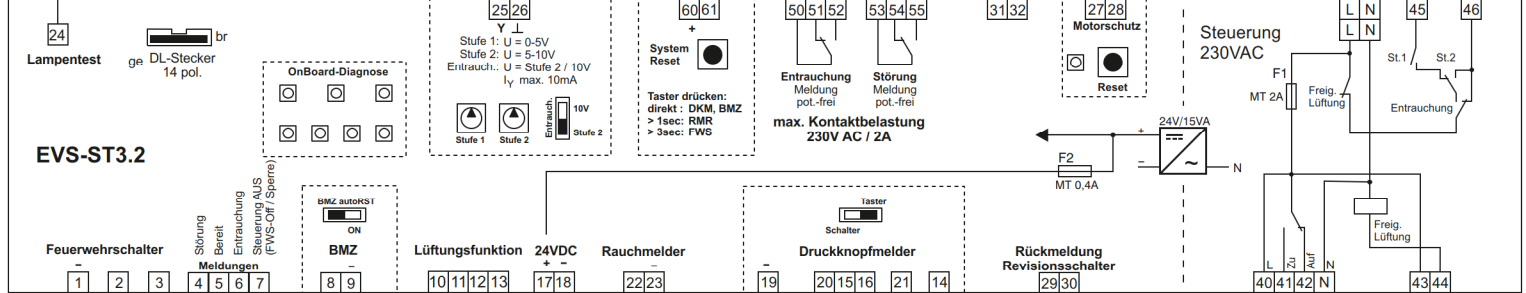 25 26
60 61
50 51 52
53 54 55
31 32
27 28
L N
45
46
24
Lampentest
ge DL-Stecker br
14 pol.
Y ⊥
Stufe 1: U = 0-5V
Stufe 2: U = 5-10V
Entrauch.: U = Stufe 2 / 10V
IY max. 10mA
Entrauch.
10V
Stufe 2
Stufe 1
Stufe 2
+
System
Reset
Taster drücken:
direkt : DKM, BMZ
> 1sec: RMR
> 3sec: FWS
Entrauchung
Meldung
pot.-frei
Störung
Meldung
pot.-frei
max. Kontaktbelastung
230V AC / 2A
Motorschutz
Reset
Steuerung
230VAC
L N
F1
MT 2A
Freig.
Lüftung
St.1
St.2
Entrauchung
OnBoard-Diagnose
EVS-ST3.2
24V/15VA
+
–
~
N
F2
MT 0,4A
Freig.
Lüftung
Feuerwehrschalter
–
1
2
3
Störung
Bereit
Entrauchung
Steuerung AUS
(FWS-Off / Sperre)
Meldungen
4 5 6 7
BMZ autoRST
ON
BMZ
–
8 9
Lüftungsfunktion
10 11 12 13
24VDC
+ –
17 18
Rauchmelder
–
22 23
Taster
Schalter
Druckknopfmelder
–
19
20 15 16
21
14
Rückmeldung
Revisionsschalter
29 30
L
Zu
Auf
N
40 41 42 N
43 44